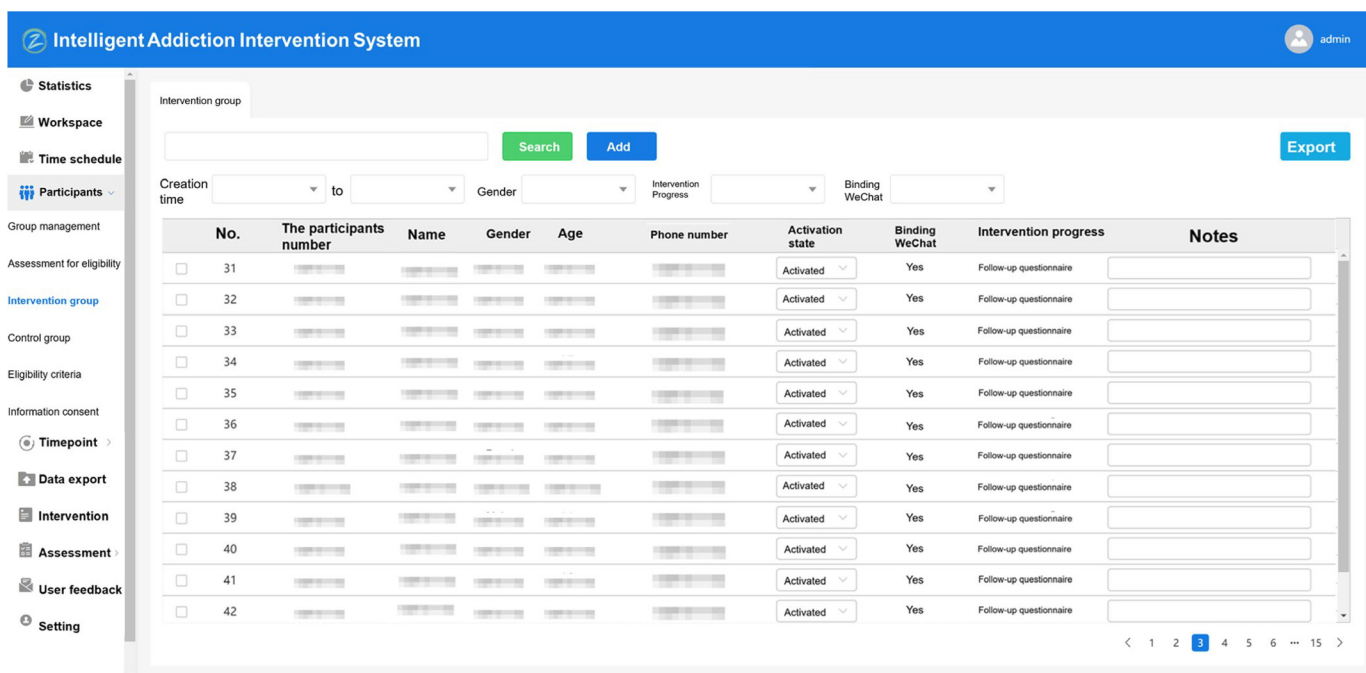 Intelligent Addiction Intervention System
admin
Statistics
Workspace
Time schedule
Participants
Group management
Assessment for eligibility
Intervention group
Control group
Eligibility criteria
Information consent
Timepoint
Data export
Intervention
Assessment
User feedback
Setting
Intervention group
Search Add Export
Creation time to Gender Intervention Progress Binding WeChat
No. The participants number Name Gender Age Phone number Activation state Binding WeChat Intervention progress Notes
31 Activated Yes Follow-up questionnaire
32 Activated Yes Follow-up questionnaire
33 Activated Yes Follow-up questionnaire
34 Activated Yes Follow-up questionnaire
35 Activated Yes Follow-up questionnaire
36 Activated Yes Follow-up questionnaire
37 Activated Yes Follow-up questionnaire
38 Activated Yes Follow-up questionnaire
39 Activated Yes Follow-up questionnaire
40 Activated Yes Follow-up questionnaire
41 Activated Yes Follow-up questionnaire
42 Activated Yes Follow-up questionnaire
< 1 2 3 4 5 6 ··· 15 >